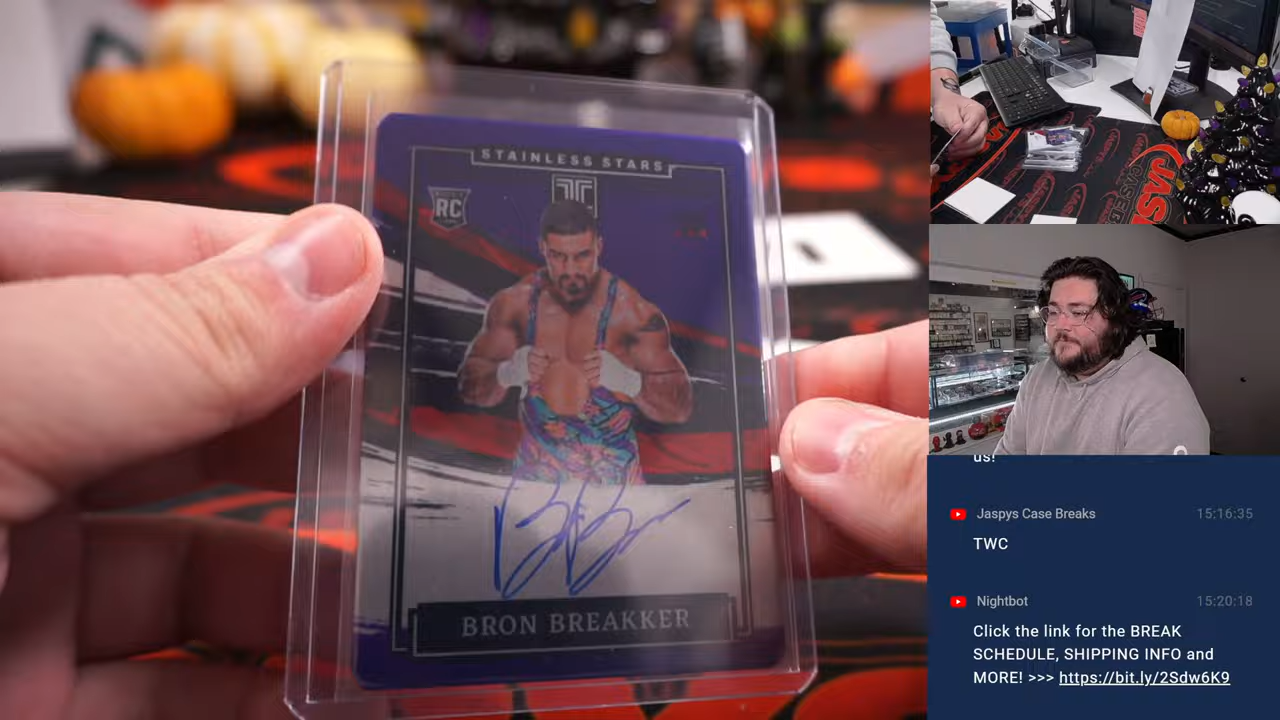 STAINLESS STARS
RC
BRON BREAKKER
us!
Jaspys Case Breaks 15:16:35
TWC
Nightbot 15:20:18
Click the link for the BREAK
SCHEDULE, SHIPPING INFO and
MORE! >>> https://bit.ly/2Sdw6K9